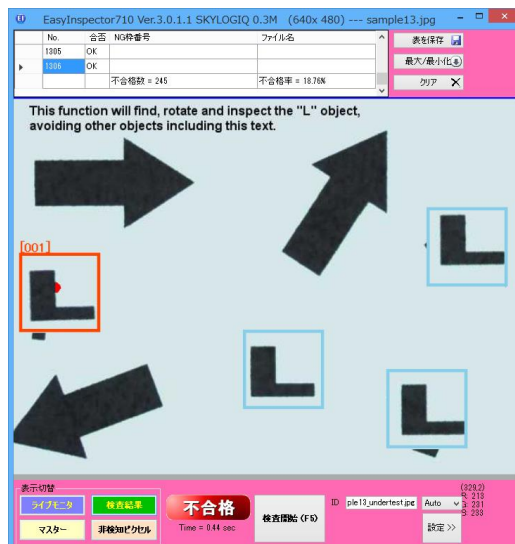 EasyInspector710 Ver.3.0.1.1 SKYLOGIQ 0.3M (640x 480) --- sample13.jpg
No. 合否 NG枠番号 ファイル名
1305 OK
1306 OK
不合格数 = 245 不合格率 = 18.76%
表を保存
最大/最小化
クリア
This function will find, rotate and inspect the "L" object,
avoiding other objects including this text.
[001]
表示切替
ライブモニタ 検査結果
マスター 非検知ピクセル
不合格
Time = 0.44 sec
検査開始 (F5)
ID ple13_undertest.jpg Auto
(329,2)
R: 213
G: 231
B: 233
設定 >>